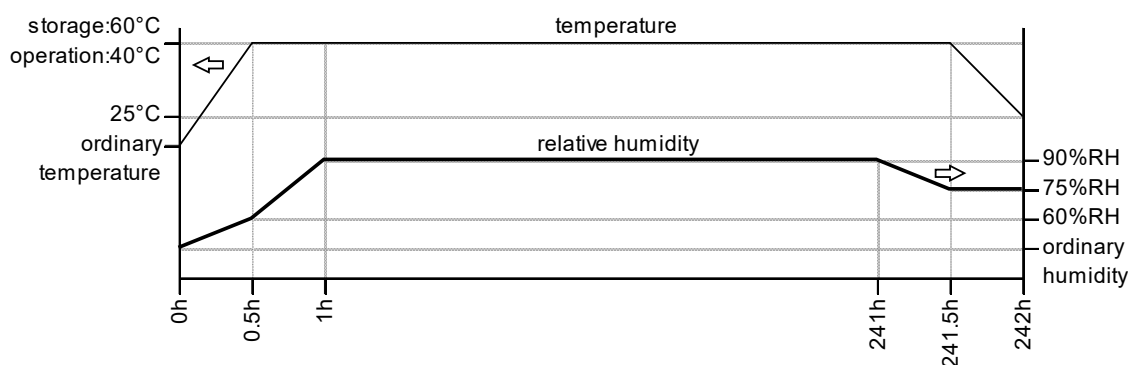 storage:60°C
temperature
operation:40°C
25°C
ordinary
temperature
relative humidity
90%RH
75%RH
60%RH
ordinary
humidity
0h
0.5h
1h
241h
241.5h
242h